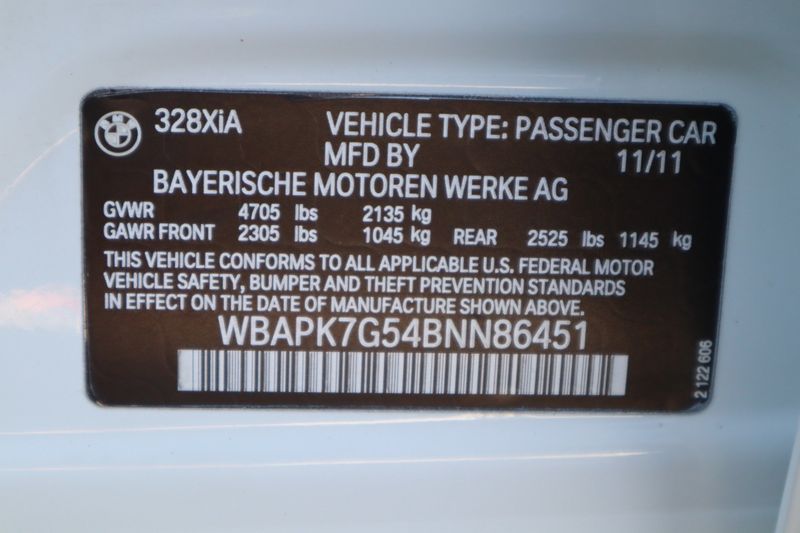 BMW
328XiA VEHICLE TYPE: PASSENGER CAR
MFD BY 11/11
BAYERISCHE MOTOREN WERKE AG
GVWR 4705 lbs 2135 kg
GAWR FRONT 2305 lbs 1045 kg REAR 2525 lbs 1145 kg
THIS VEHICLE CONFORMS TO ALL APPLICABLE U.S. FEDERAL MOTOR
VEHICLE SAFETY, BUMPER AND THEFT PREVENTION STANDARDS
IN EFFECT ON THE DATE OF MANUFACTURE SHOWN ABOVE.
WBAPK7G54BNN86451
2 122 606